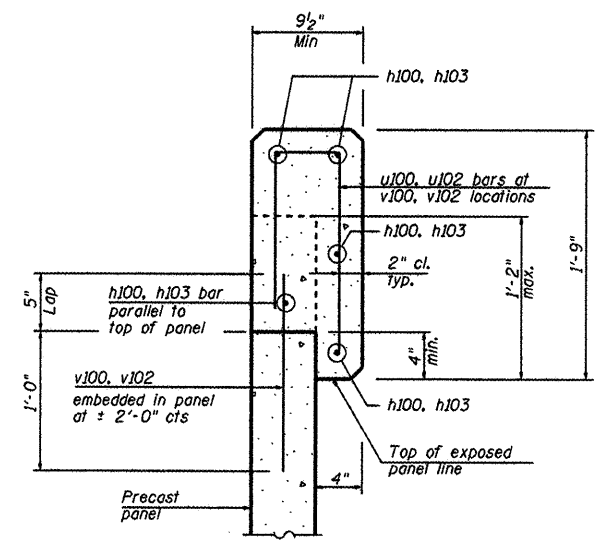 9½"
Min
h100, h103
u100, u102 bars at
v100, v102 locations
h100, h103
2" cl.
typ.
1'-2"
max.
1'-9"
5"
Lap
h100, h103 bar
parallel to
top of panel
4"
min.
1'-0"
v100, v102
embedded in panel
at ± 2'-0" cts
h100, h103
Top of exposed
panel line
4"
Precast
panel